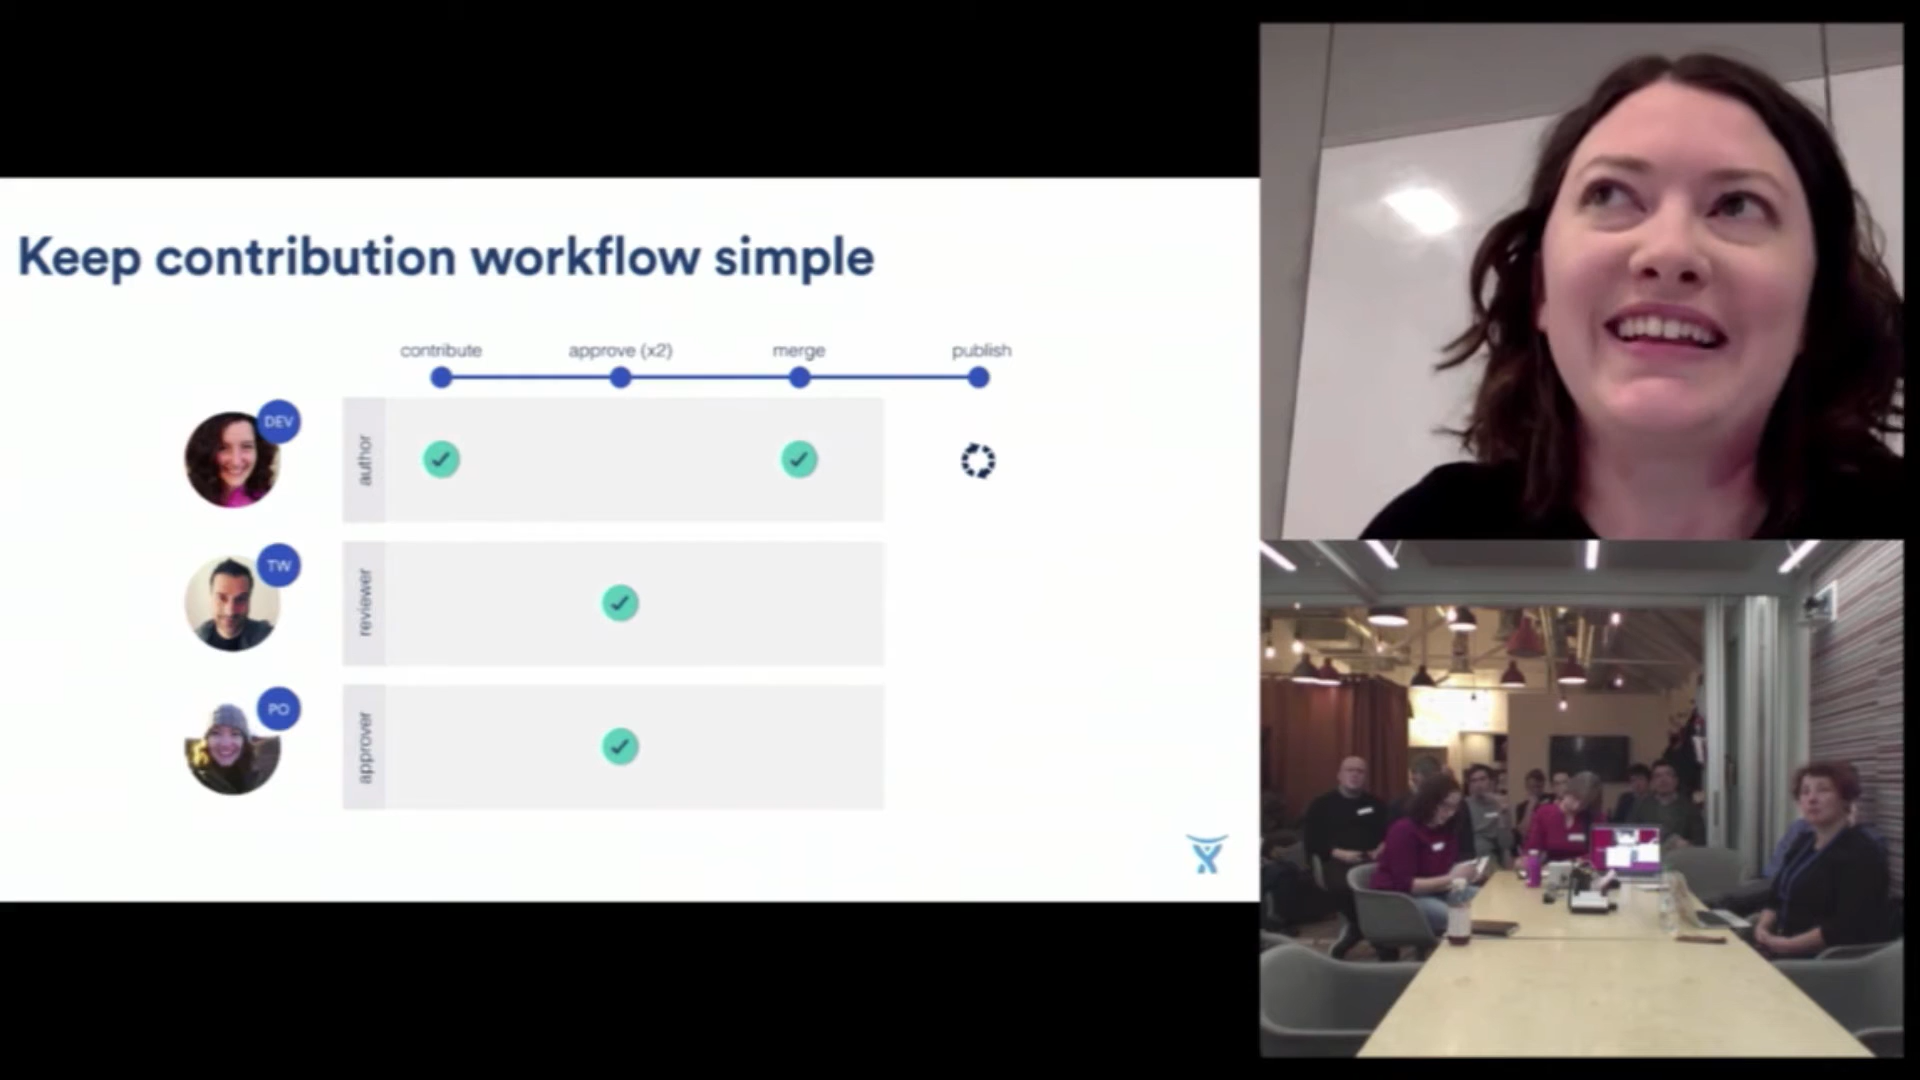 Keep contribution workflow simple
contribute approve (x2) merge publish
DEV
author
TW
reviewer
PO
approver